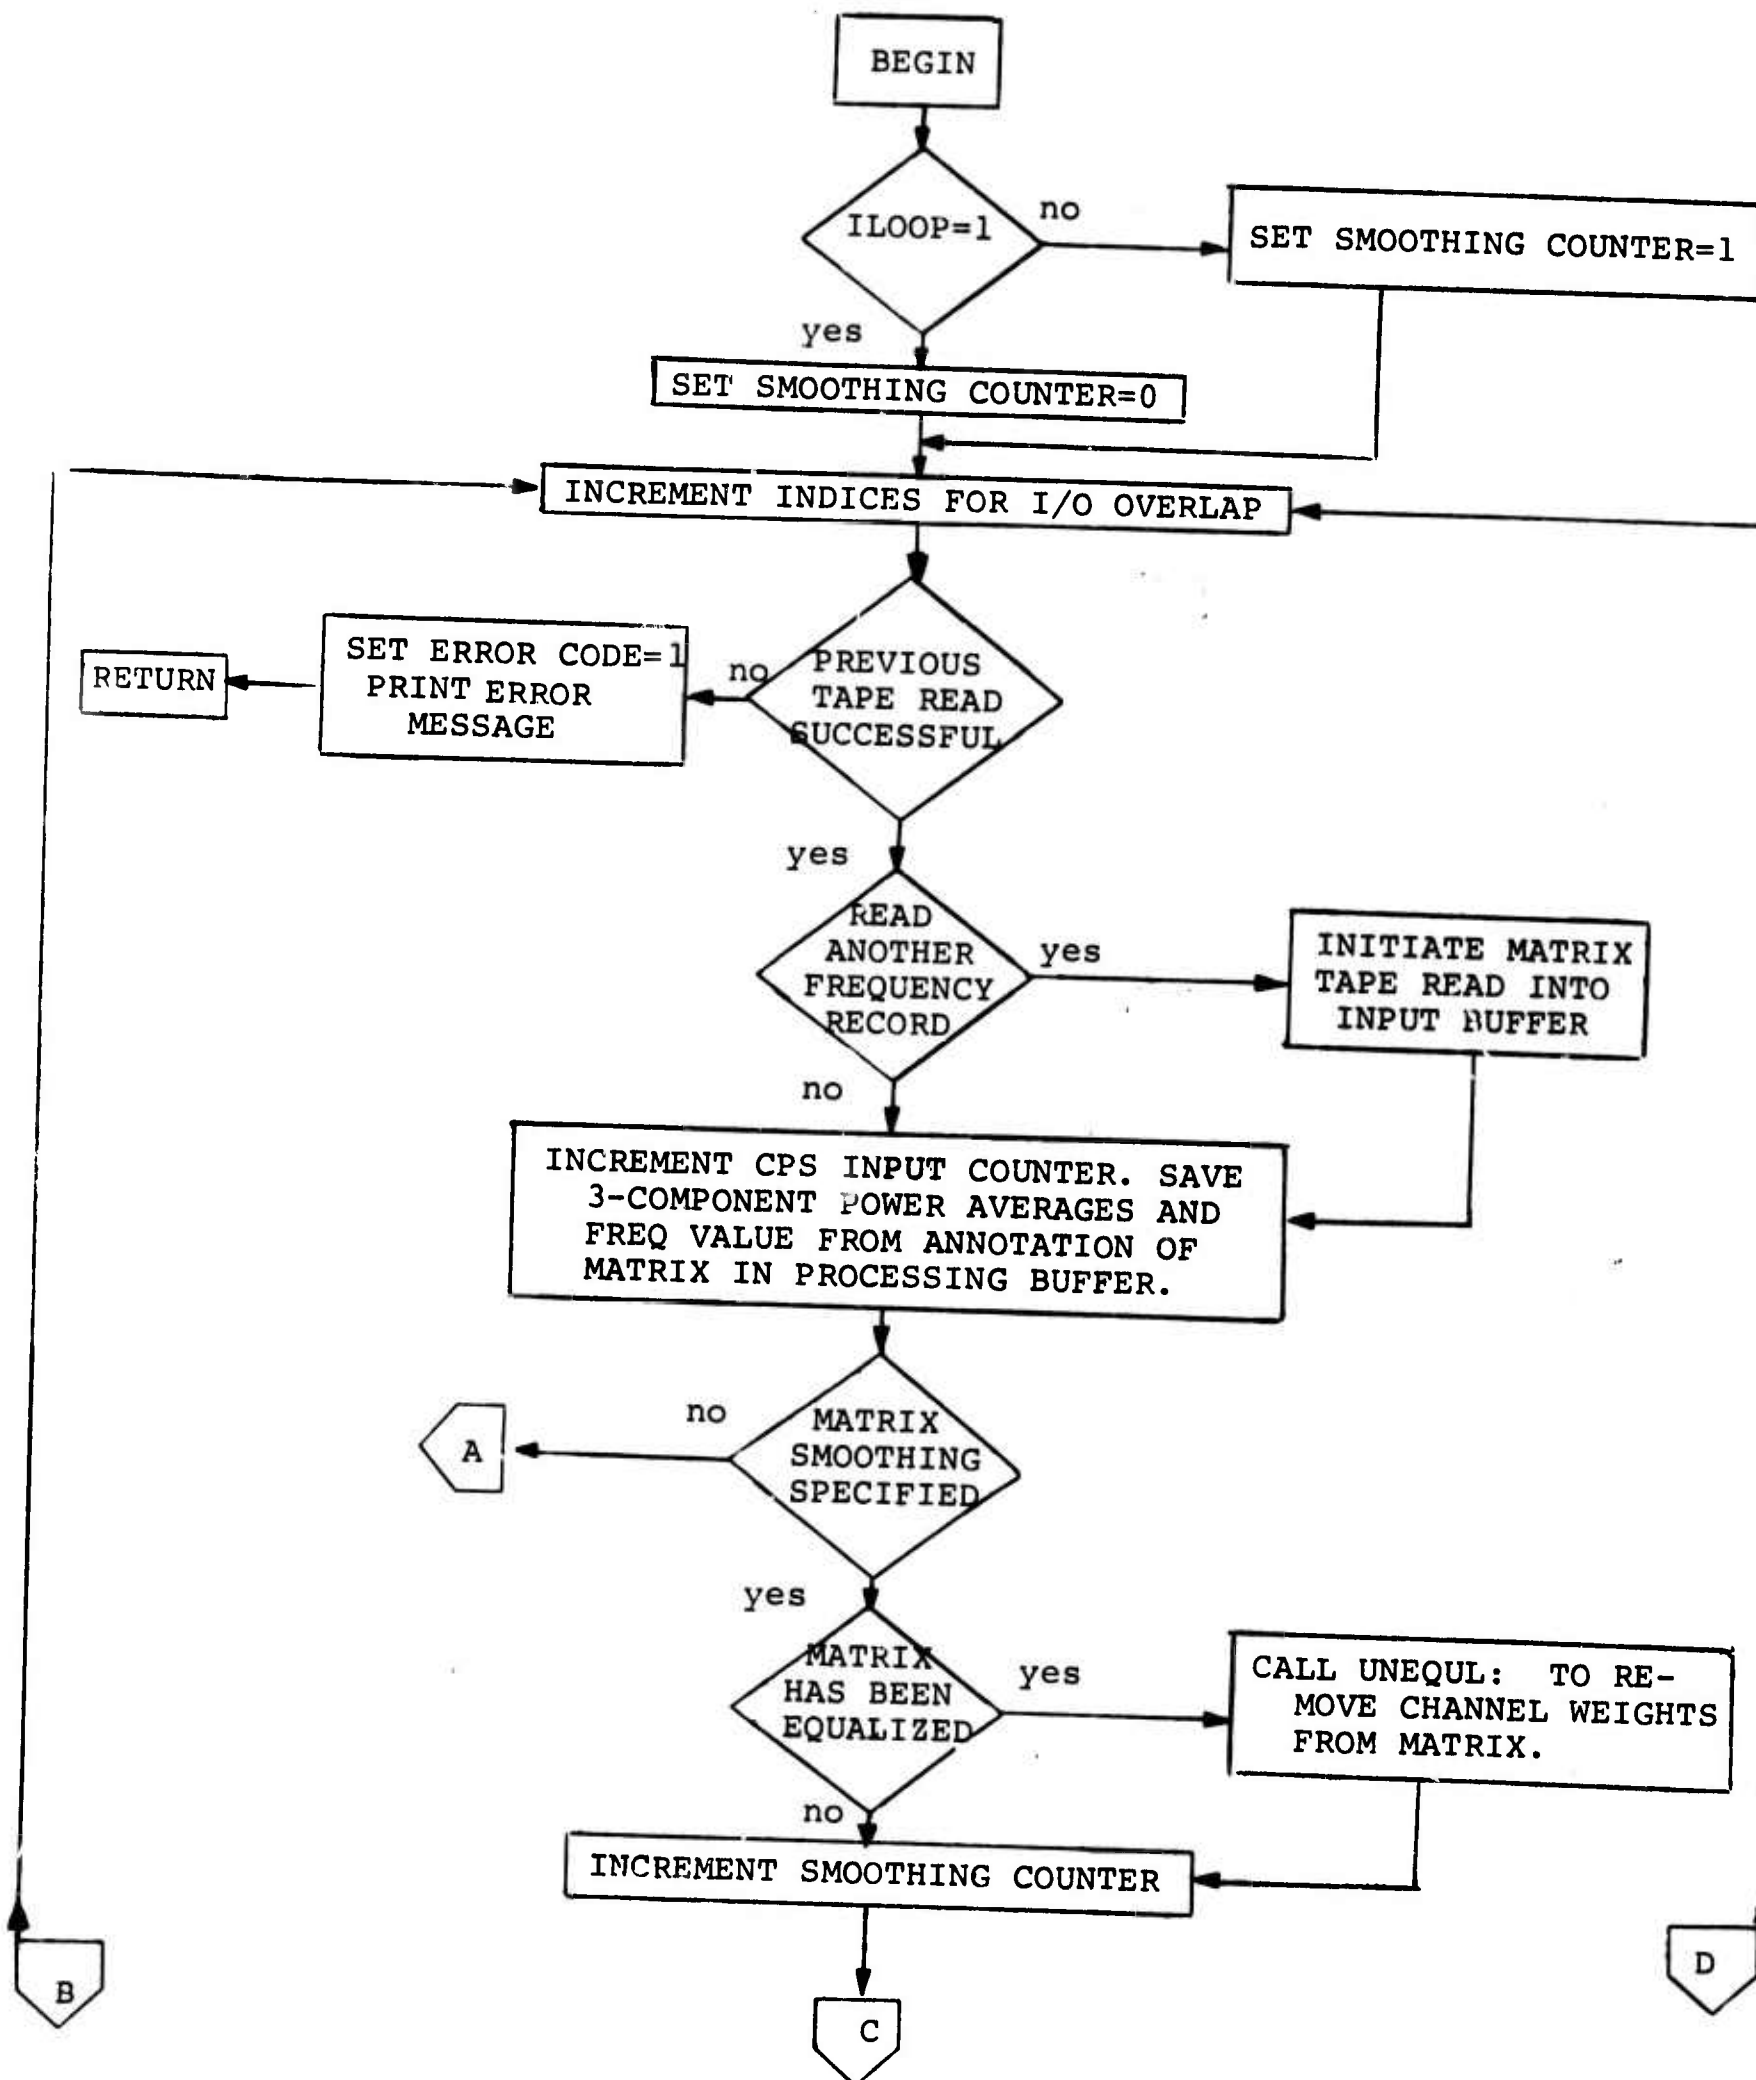 BEGIN
ILOOP=1
no
SET SMOOTHING COUNTER=1
yes
SET SMOOTHING COUNTER=0
INCREMENT INDICES FOR I/O OVERLAP
RETURN
SET ERROR CODE=1
PRINT ERROR
MESSAGE
no
PREVIOUS
TAPE READ
SUCCESSFUL
yes
READ
ANOTHER
FREQUENCY
RECORD
yes
INITIATE MATRIX
TAPE READ INTO
INPUT BUFFER
no
INCREMENT CPS INPUT COUNTER. SAVE
3-COMPONENT POWER AVERAGES AND
FREQ VALUE FROM ANNOTATION OF
MATRIX IN PROCESSING BUFFER.
A
no
MATRIX
SMOOTHING
SPECIFIED
yes
MATRIX
HAS BEEN
EQUALIZED
yes
CALL UNEQUL: TO RE-
MOVE CHANNEL WEIGHTS
FROM MATRIX.
no
INCREMENT SMOOTHING COUNTER
B
C
D